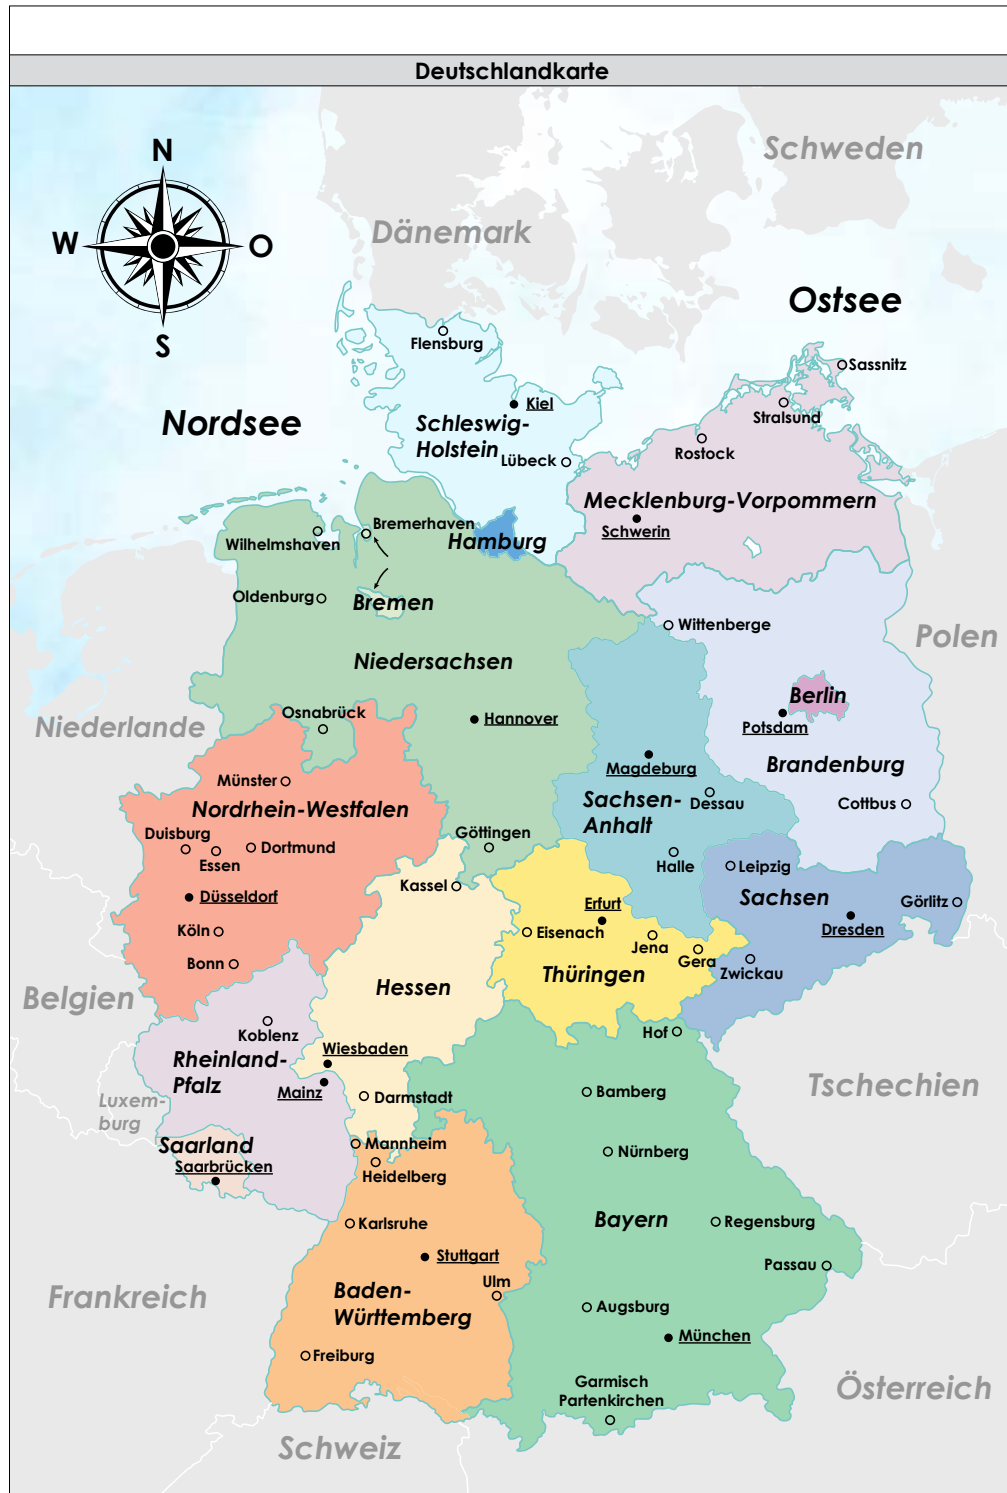 Deutschlandkarte
N
W
O
S
Schweden
Dänemark
Ostsee
Flensburg
Sassnitz
Kiel
Stralsund
Nordsee
Schleswig-
Holstein
Lübeck
Rostock
Mecklenburg-Vorpommern
Schwerin
Bremerhaven
Wilhelmshaven
Hamburg
Oldenburg
Bremen
Wittenberge
Polen
Niedersachsen
Berlin
Potsdam
Niederlande
Osnabrück
Hannover
Brandenburg
Magdeburg
Münster
Nordrhein-Westfalen
Sachsen-
Anhalt
Dessau
Cottbus
Duisburg
Essen
Dortmund
Göttingen
Halle
Leipzig
Kassel
Düsseldorf
Erfurt
Sachsen
Görlitz
Dresden
Köln
Eisenach
Jena
Gera
Bonn
Thüringen
Zwickau
Belgien
Hessen
Koblenz
Hof
Wiesbaden
Rheinland-
Pfalz
Mainz
Darmstadt
Bamberg
Tschechien
Luxem-
burg
Saarland
Saarbrücken
Mannheim
Heidelberg
Nürnberg
Karlsruhe
Bayern
Regensburg
Stuttgart
Passau
Ulm
Frankreich
Baden-
Württemberg
Augsburg
München
Freiburg
Garmisch
Partenkirchen
Österreich
Schweiz